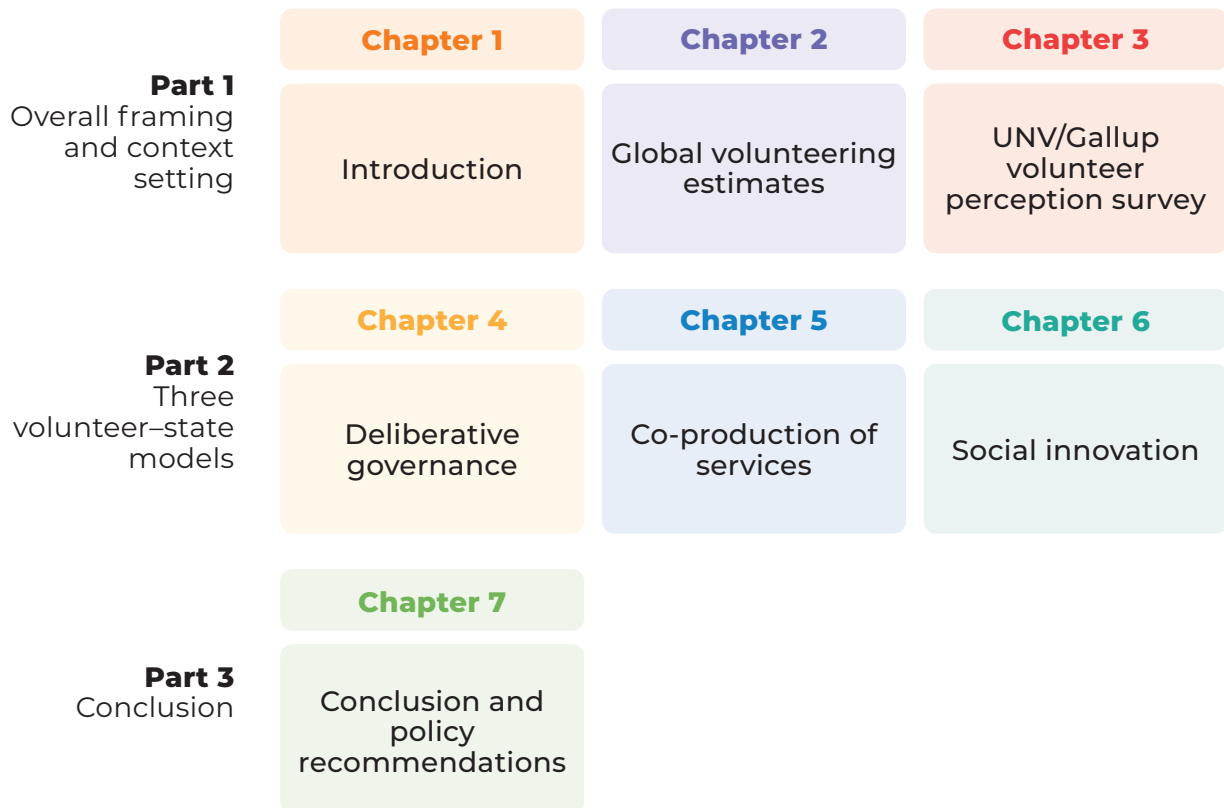 Chapter 1
Chapter 2
Chapter 3
Part 1
Overall framing
and context
setting
Introduction
Global volunteering
estimates
UNV/Gallup
volunteer
perception survey
Chapter 4
Chapter 5
Chapter 6
Part 2
Three
volunteer–state
models
Deliberative
governance
Co-production of
services
Social innovation
Chapter 7
Part 3
Conclusion
Conclusion and
policy
recommendations